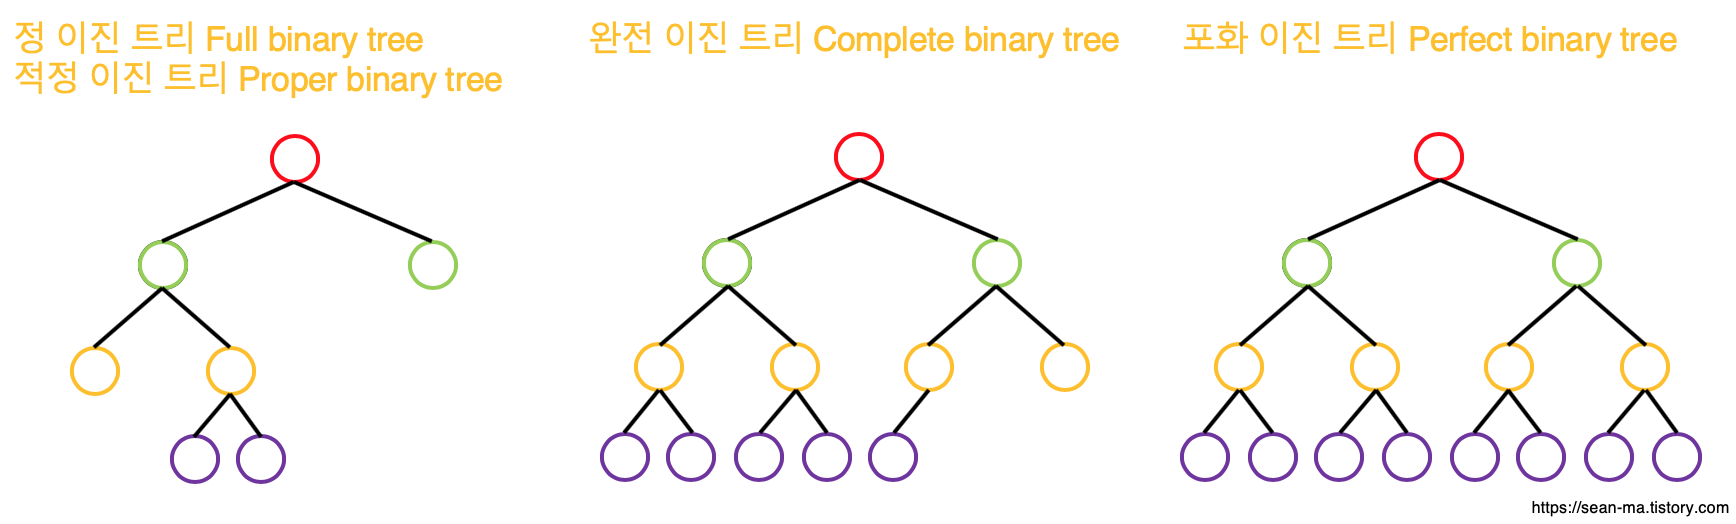 정 이진 트리 Full binary tree
적정 이진 트리 Proper binary tree
완전 이진 트리 Complete binary tree
포화 이진 트리 Perfect binary tree
https://sean-ma.tistory.com